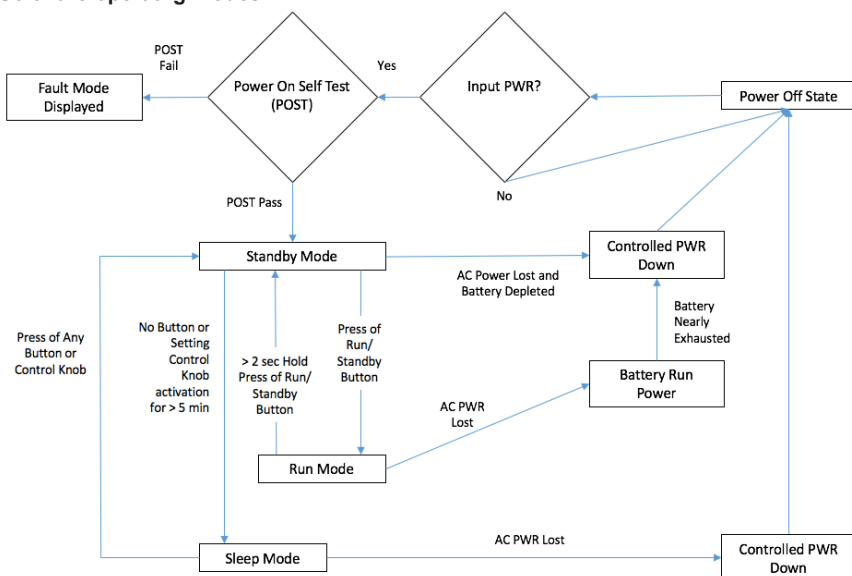 POST
Fail
Yes
Fault Mode
Displayed
Power On Self Test
(POST)
Input PWR?
Power Off State
No
POST Pass
Standby Mode
Controlled PWR
Down
AC Power Lost and
Battery Depleted
Press of Any
Button or
Control Knob
No Button or
Setting
Control
Knob
activation
for > 5 min
> 2 sec Hold
Press of Run/
Standby
Button
Press of
Run/
Standby
Button
Battery
Nearly
Exhausted
Battery Run
Power
AC PWR
Lost
Run Mode
Sleep Mode
AC PWR Lost
Controlled PWR
Down